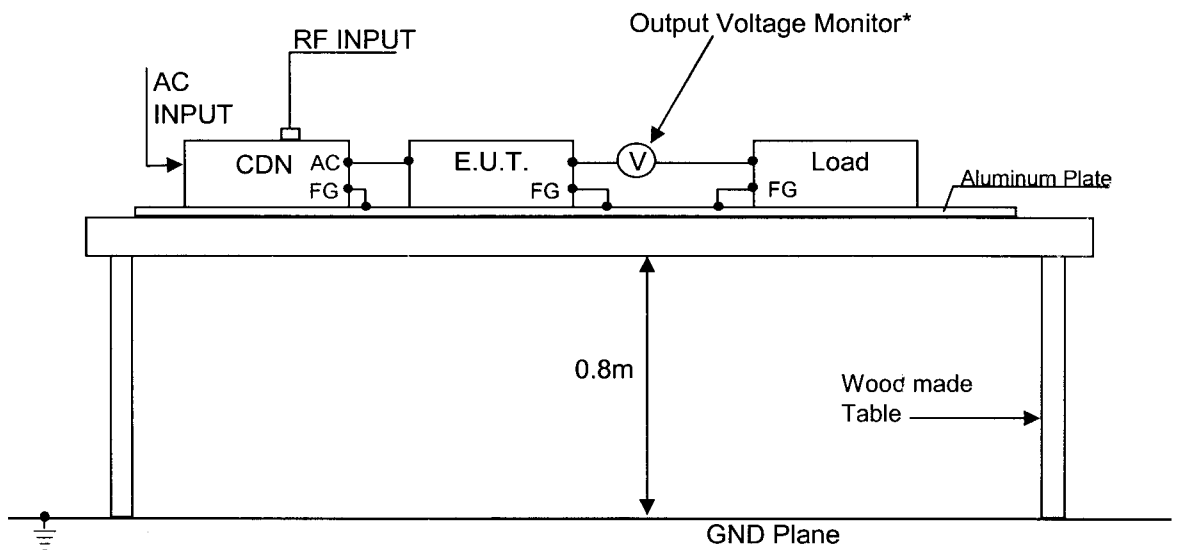 Output Voltage Monitor*
RF INPUT
AC
INPUT
CDN
AC
FG
E.U.T.
FG
V
Load
FG
Aluminum Plate
0.8m
Wood made
Table
GND Plane